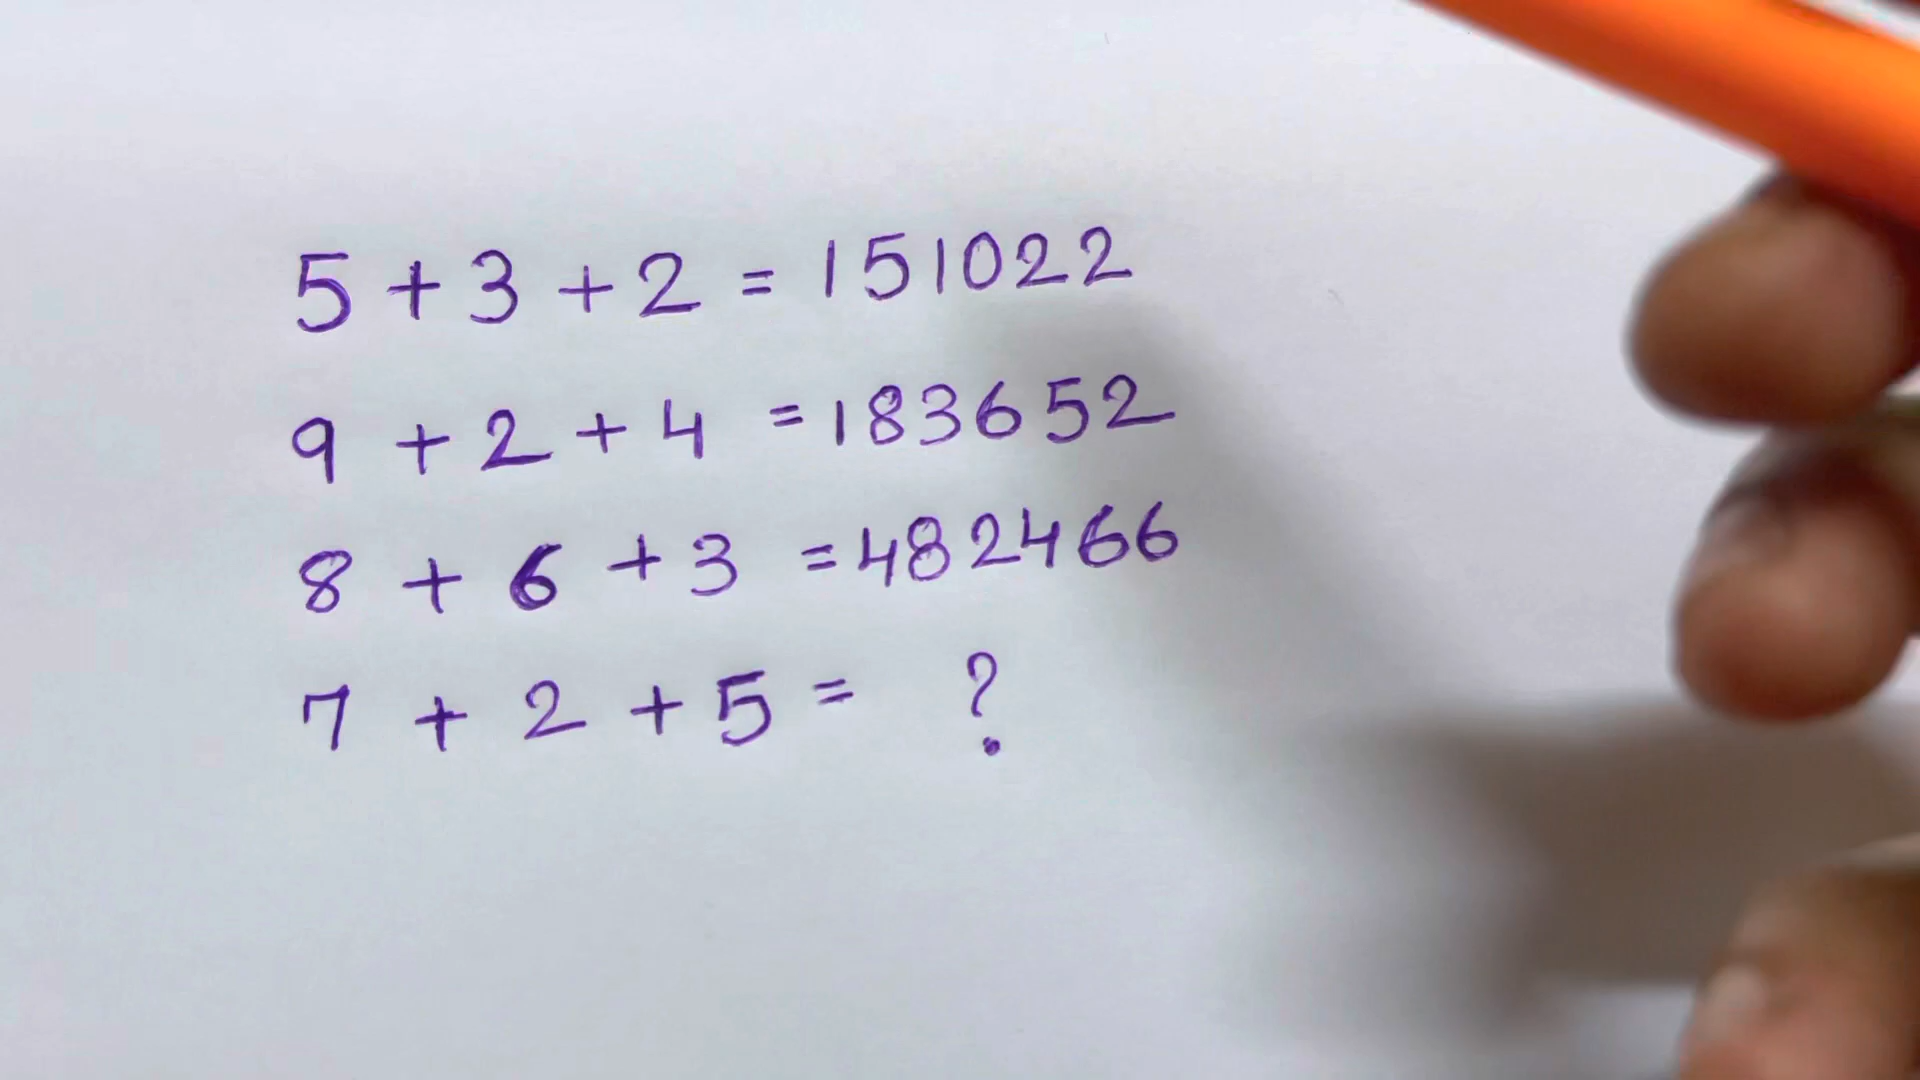 5 + 3 + 2 = 151022
9 + 2 + 4 = 183652
8 + 6 + 3 = 482466
7 + 2 + 5 = ?